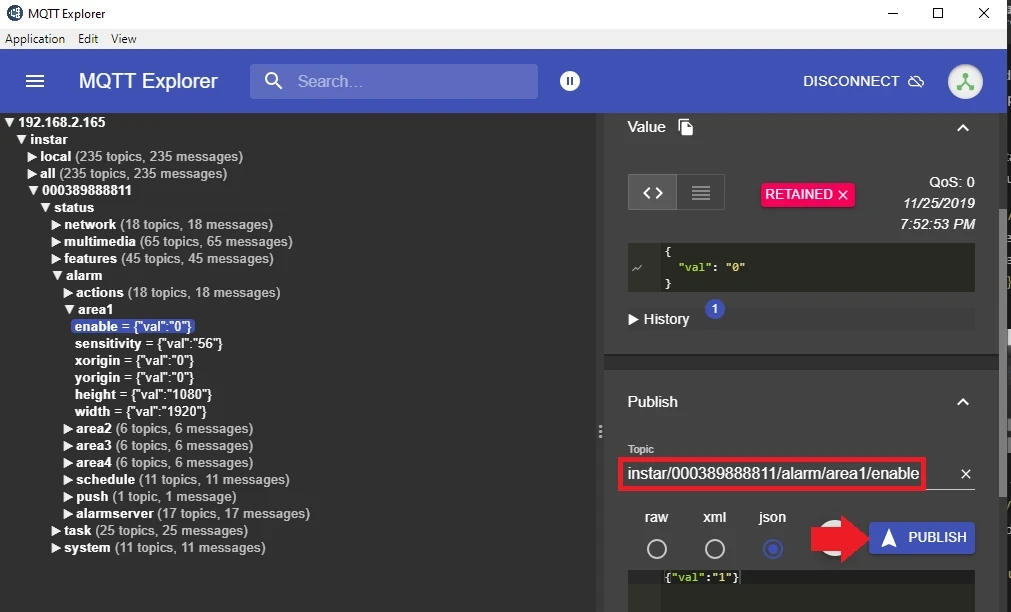 MQTT Explorer
Application Edit View
MQTT Explorer
Search...
DISCONNECT
▼ 192.168.2.165
▼ instar
▶ local (235 topics, 235 messages)
▶ all (235 topics, 235 messages)
▼ 000389888811
▼ status
▶ network (18 topics, 18 messages)
▶ multimedia (65 topics, 65 messages)
▶ features (45 topics, 45 messages)
▼ alarm
▶ actions (18 topics, 18 messages)
▼ area1
enable = {"val":"0"}
sensitivity = {"val":"56"}
xorigin = {"val":"0"}
yorigin = {"val":"0"}
height = {"val":"1080"}
width = {"val":"1920"}
▶ area2 (6 topics, 6 messages)
▶ area3 (6 topics, 6 messages)
▶ area4 (6 topics, 6 messages)
▶ schedule (11 topics, 11 messages)
▶ push (1 topic, 1 message)
▶ alarmserver (17 topics, 17 messages)
▶ task (25 topics, 25 messages)
▶ system (11 topics, 11 messages)
Value
RETAINED
QoS: 0
11/25/2019
7:52:53 PM
{
"val": "0"
}
▶ History 1
Publish
Topic
instar/000389888811/alarm/area1/enable
raw xml json
PUBLISH
{"val":"1"}